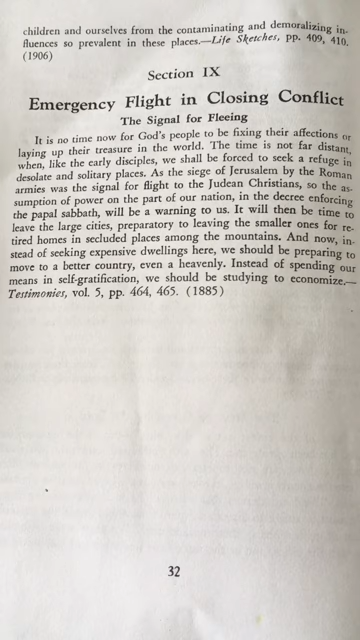 children and ourselves from the contaminating and demoralizing in-
fluences so prevalent in these places.—Life Sketches, pp. 409, 410.
(1906)
Section IX
Emergency Flight in Closing Conflict
The Signal for Fleeing
It is no time now for God's people to be fixing their affections or
laying up their treasure in the world. The time is not far distant,
when, like the early disciples, we shall be forced to seek a refuge in
desolate and solitary places. As the siege of Jerusalem by the Roman
armies was the signal for flight to the Judean Christians, so the as-
sumption of power on the part of our nation, in the decree enforcing
the papal sabbath, will be a warning to us. It will then be time to
leave the large cities, preparatory to leaving the smaller ones for re-
tired homes in secluded places among the mountains. And now, in-
stead of seeking expensive dwellings here, we should be preparing to
move to a better country, even a heavenly. Instead of spending our
means in self-gratification, we should be studying to economize.—
Testimonies, vol. 5, pp. 464, 465. (1885)
32